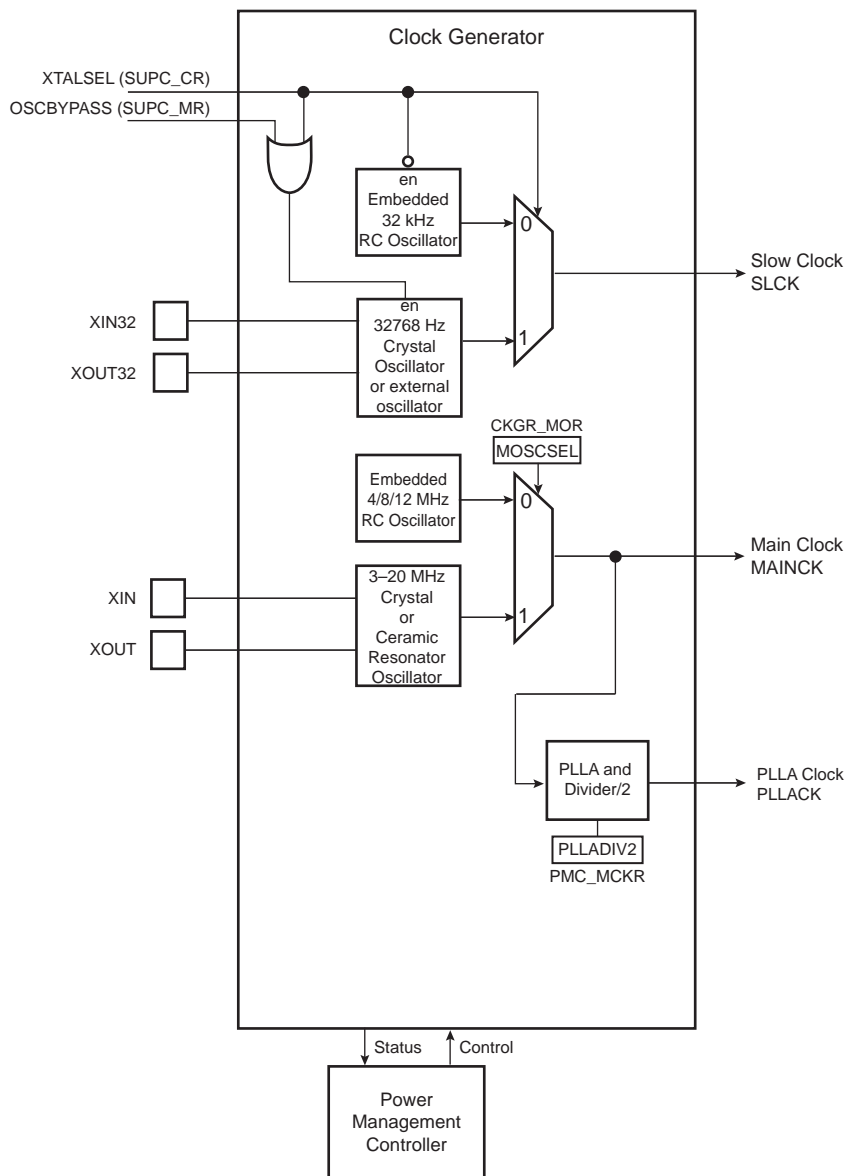 Clock Generator
XTALSEL (SUPC_CR)
OSCBYPASS (SUPC_MR)
en
Embedded
32 kHz
RC Oscillator
0
Slow Clock
SLCK
XIN32
XOUT32
en
32768 Hz
Crystal
Oscillator
or external
oscillator
1
CKGR_MOR
MOSCSEL
Embedded
4/8/12 MHz
RC Oscillator
0
Main Clock
MAINCK
XIN
XOUT
3–20 MHz
Crystal
or
Ceramic
Resonator
Oscillator
1
PLLA and
Divider/2
PLLA Clock
PLLACK
PLLADIV2
PMC_MCKR
Status
Control
Power
Management
Controller